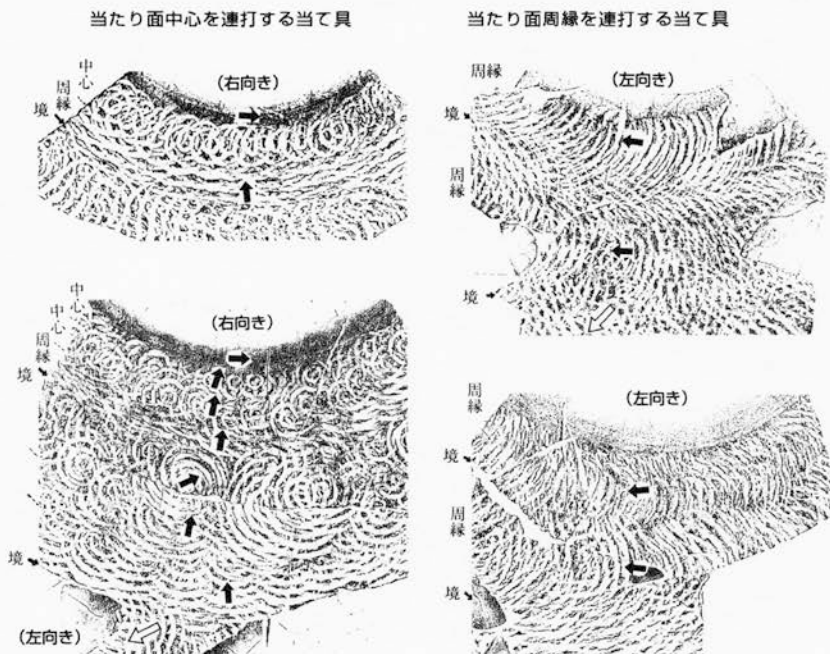 当たり面中心を連打する当て具
(右向き)
中心
周縁
境
(右向き)
中心
中心
周縁
境
境
(左向き)
当たり面周縁を連打する当て具
(左向き)
周縁
境
周縁
境
(左向き)
周縁
境
周縁
境